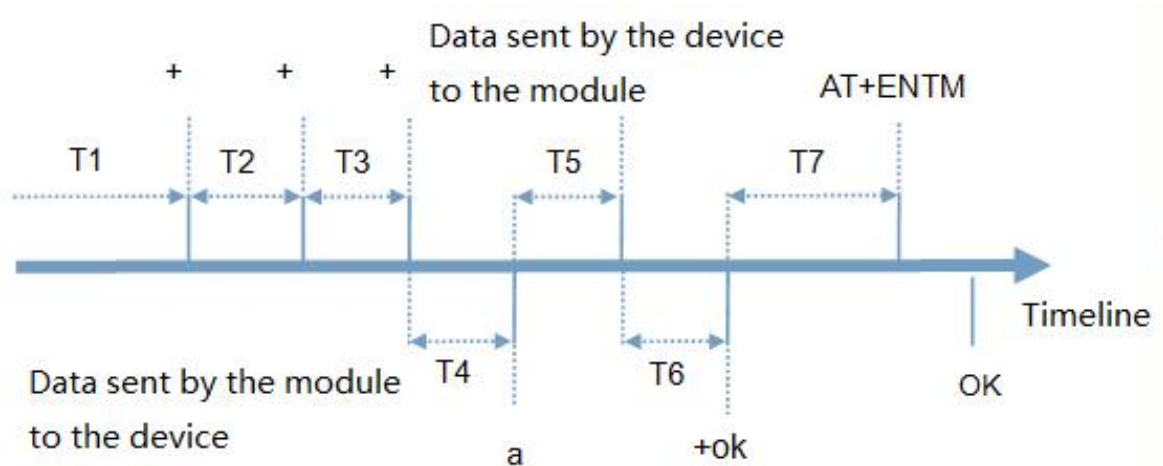 Data sent by the device
to the module
+ + +
AT+ENTM
T1 T2 T3 T5 T7
Timeline
T4 T6
OK
Data sent by the module
to the device
a +ok